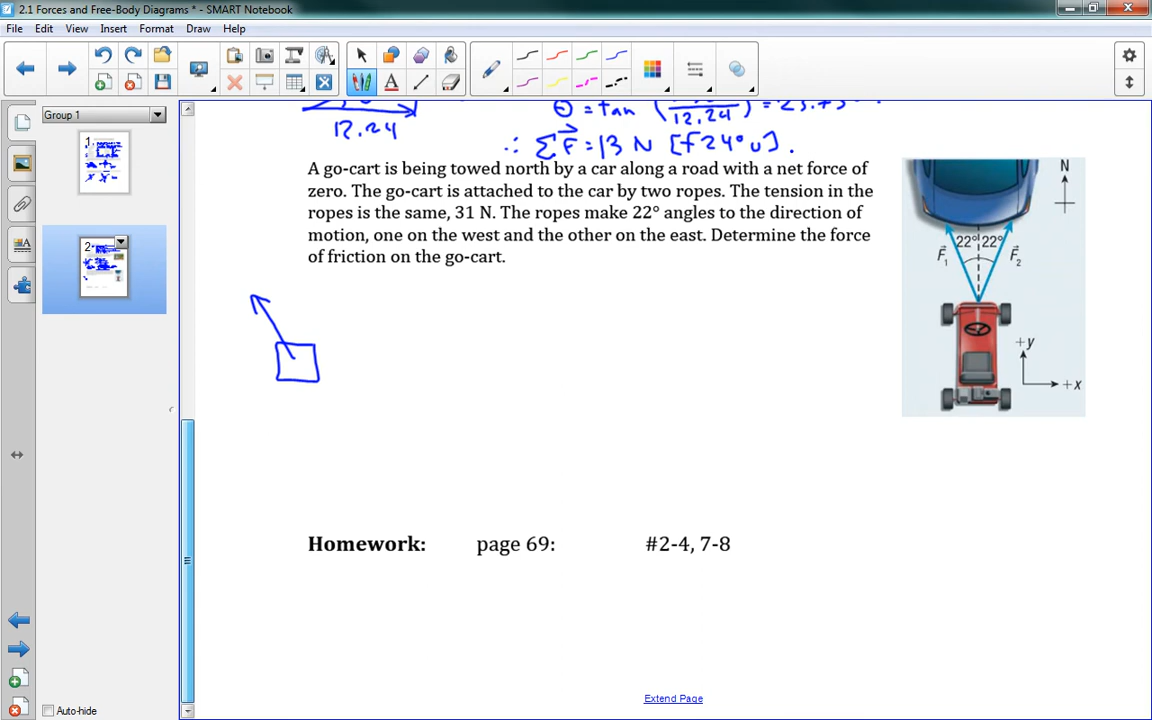 2.1 Forces and Free-Body Diagrams * - SMART Notebook
File Edit View Insert Format Draw Help
Group 1
1.
2.
12.24
Θ = tan ( / 12.24 ) =
∴ ΣF = 13 N [f24°u].
A go-cart is being towed north by a car along a road with a net force of
zero. The go-cart is attached to the car by two ropes. The tension in the
ropes is the same, 31 N. The ropes make 22° angles to the direction of
motion, one on the west and the other on the east. Determine the force
of friction on the go-cart.
N
22° 22°
F1 F2
+y
+x
Homework: page 69: #2-4, 7-8
Extend Page
Auto-hide